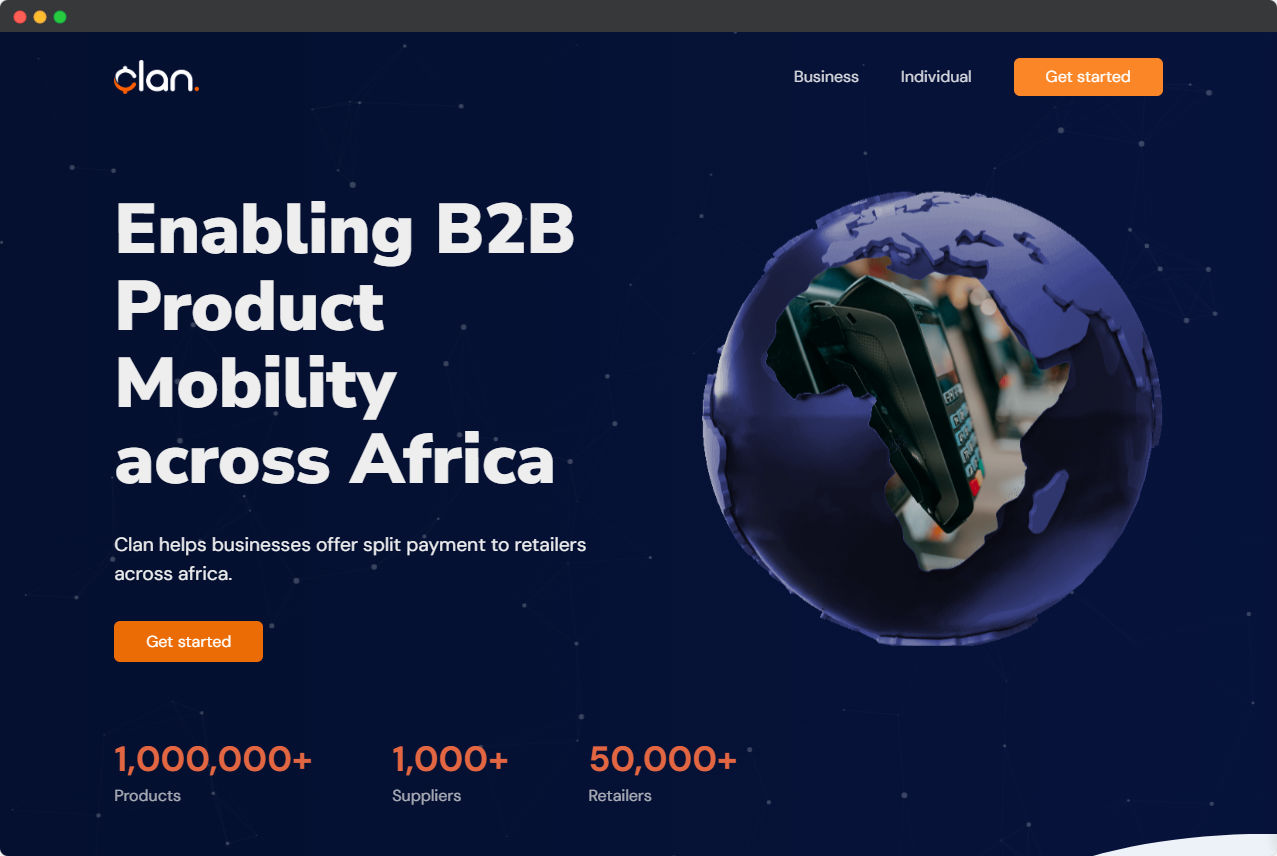 clan.
Business
Individual
Get started
Enabling B2B
Product
Mobility
across Africa
Clan helps businesses offer split payment to retailers
across africa.
Get started
1,000,000+
Products
1,000+
Suppliers
50,000+
Retailers